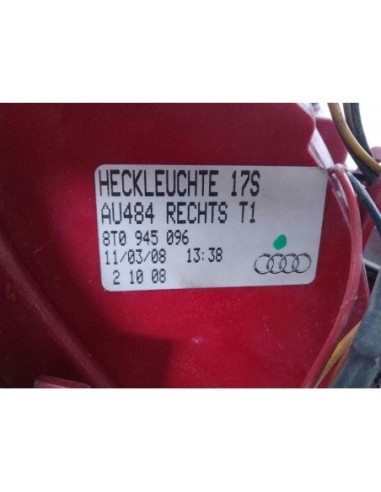 HECKLEUCHTE 17S
AU484 RECHTS T1
8T0 945 096
11/03/08 13:38
2 10 08